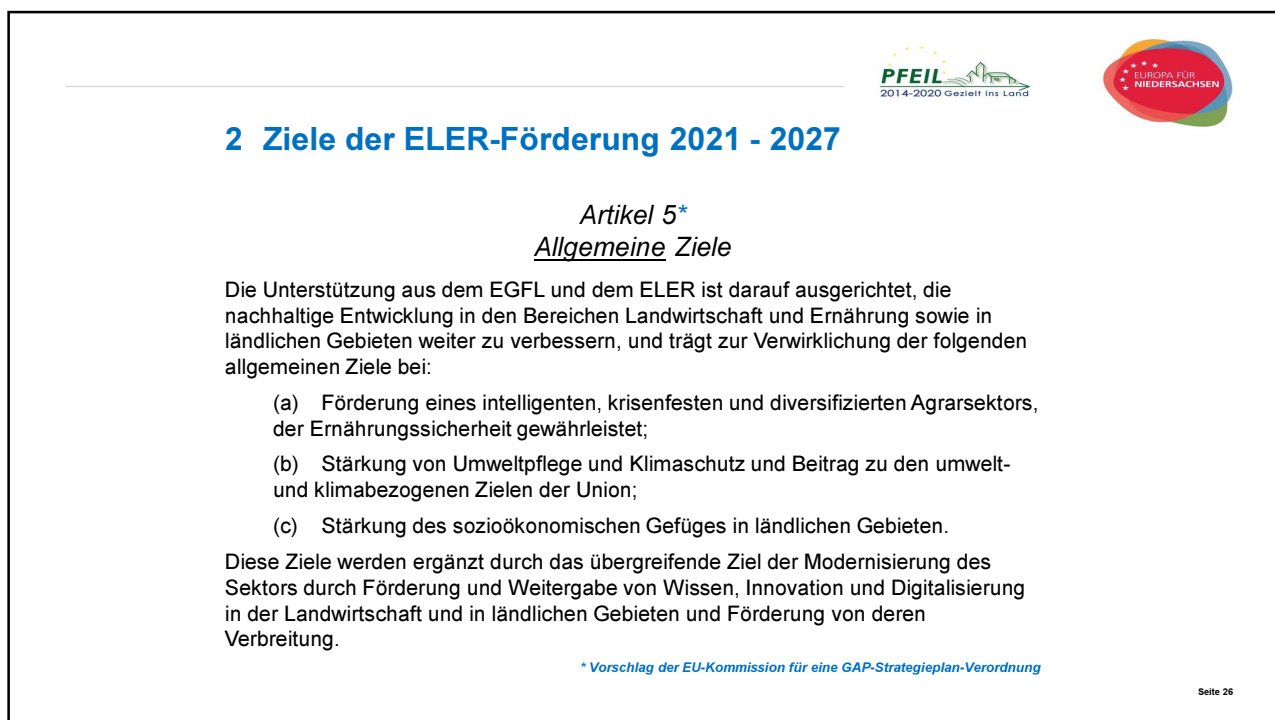 PFEIL
2014-2020 Gezielt ins Land
EUROPA FÜR
NIEDERSACHSEN
2 Ziele der ELER-Förderung 2021 - 2027
Artikel 5*
Allgemeine Ziele
Die Unterstützung aus dem EGFL und dem ELER ist darauf ausgerichtet, die
nachhaltige Entwicklung in den Bereichen Landwirtschaft und Ernährung sowie in
ländlichen Gebieten weiter zu verbessern, und trägt zur Verwirklichung der folgenden
allgemeinen Ziele bei:
(a) Förderung eines intelligenten, krisenfesten und diversifizierten Agrarsektors,
der Ernährungssicherheit gewährleistet;
(b) Stärkung von Umweltpflege und Klimaschutz und Beitrag zu den umwelt-
und klimabezogenen Zielen der Union;
(c) Stärkung des sozioökonomischen Gefüges in ländlichen Gebieten.
Diese Ziele werden ergänzt durch das übergreifende Ziel der Modernisierung des
Sektors durch Förderung und Weitergabe von Wissen, Innovation und Digitalisierung
in der Landwirtschaft und in ländlichen Gebieten und Förderung von deren
Verbreitung.
* Vorschlag der EU-Kommission für eine GAP-Strategieplan-Verordnung
Seite 26